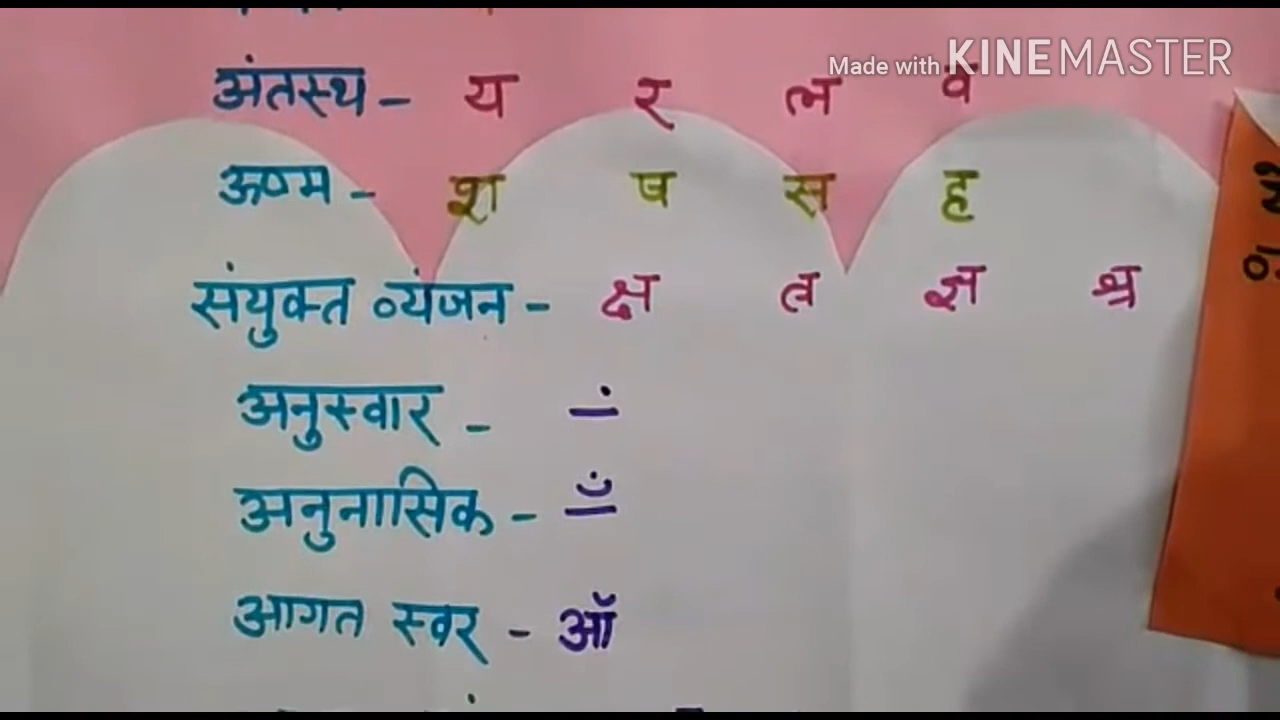 Made with KINEMASTER
अंतस्थ - य र ल व
ऊष्म - श ष स ह
संयुक्त व्यंजन - क्ष त्र ज्ञ श्र
अनुस्वार - ं
अनुनासिक - ँ
आगत स्वर - ऑ